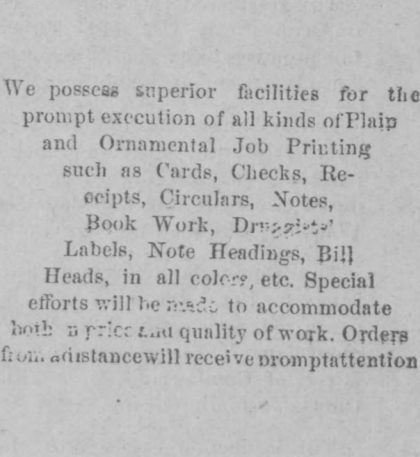 We possess superior facilities for the
prompt execution of all kinds of Plain
and Ornamental Job Printing
such as Cards, Checks, Re-
ceipts, Circulars, Notes,
Book Work, Druggists'
Labels, Note Headings, Bill
Heads, in all colors, etc. Special
efforts will be made to accommodate
both in price and quality of work. Orders
from a distance will receive prompt attention